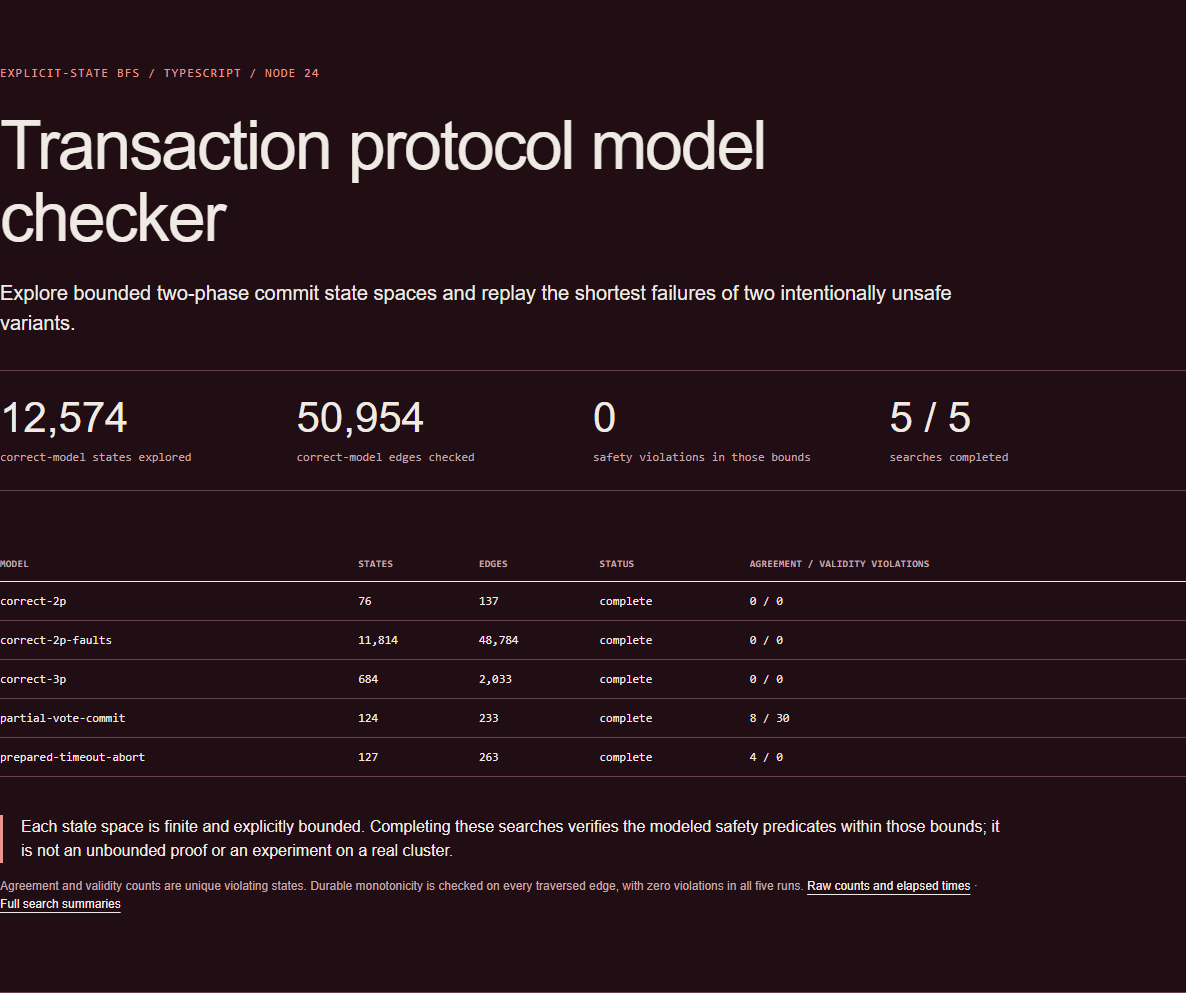 EXPLICIT-STATE BFS / TYPESCRIPT / NODE 24
Transaction protocol model
checker
Explore bounded two-phase commit state spaces and replay the shortest failures of two intentionally unsafe
variants.
12,574 50,954 0 5 / 5
correct-model states explored correct-model edges checked safety violations in those bounds searches completed
MODEL STATES EDGES STATUS AGREEMENT / VALIDITY VIOLATIONS
correct-2p 76 137 complete 0 / 0
correct-2p-faults 11,814 48,784 complete 0 / 0
correct-3p 684 2,033 complete 0 / 0
partial-vote-commit 124 233 complete 8 / 30
prepared-timeout-abort 127 263 complete 4 / 0
Each state space is finite and explicitly bounded. Completing these searches verifies the modeled safety predicates within those bounds; it
is not an unbounded proof or an experiment on a real cluster.
Agreement and validity counts are unique violating states. Durable monotonicity is checked on every traversed edge, with zero violations in all five runs. Raw counts and elapsed times ·
Full search summaries